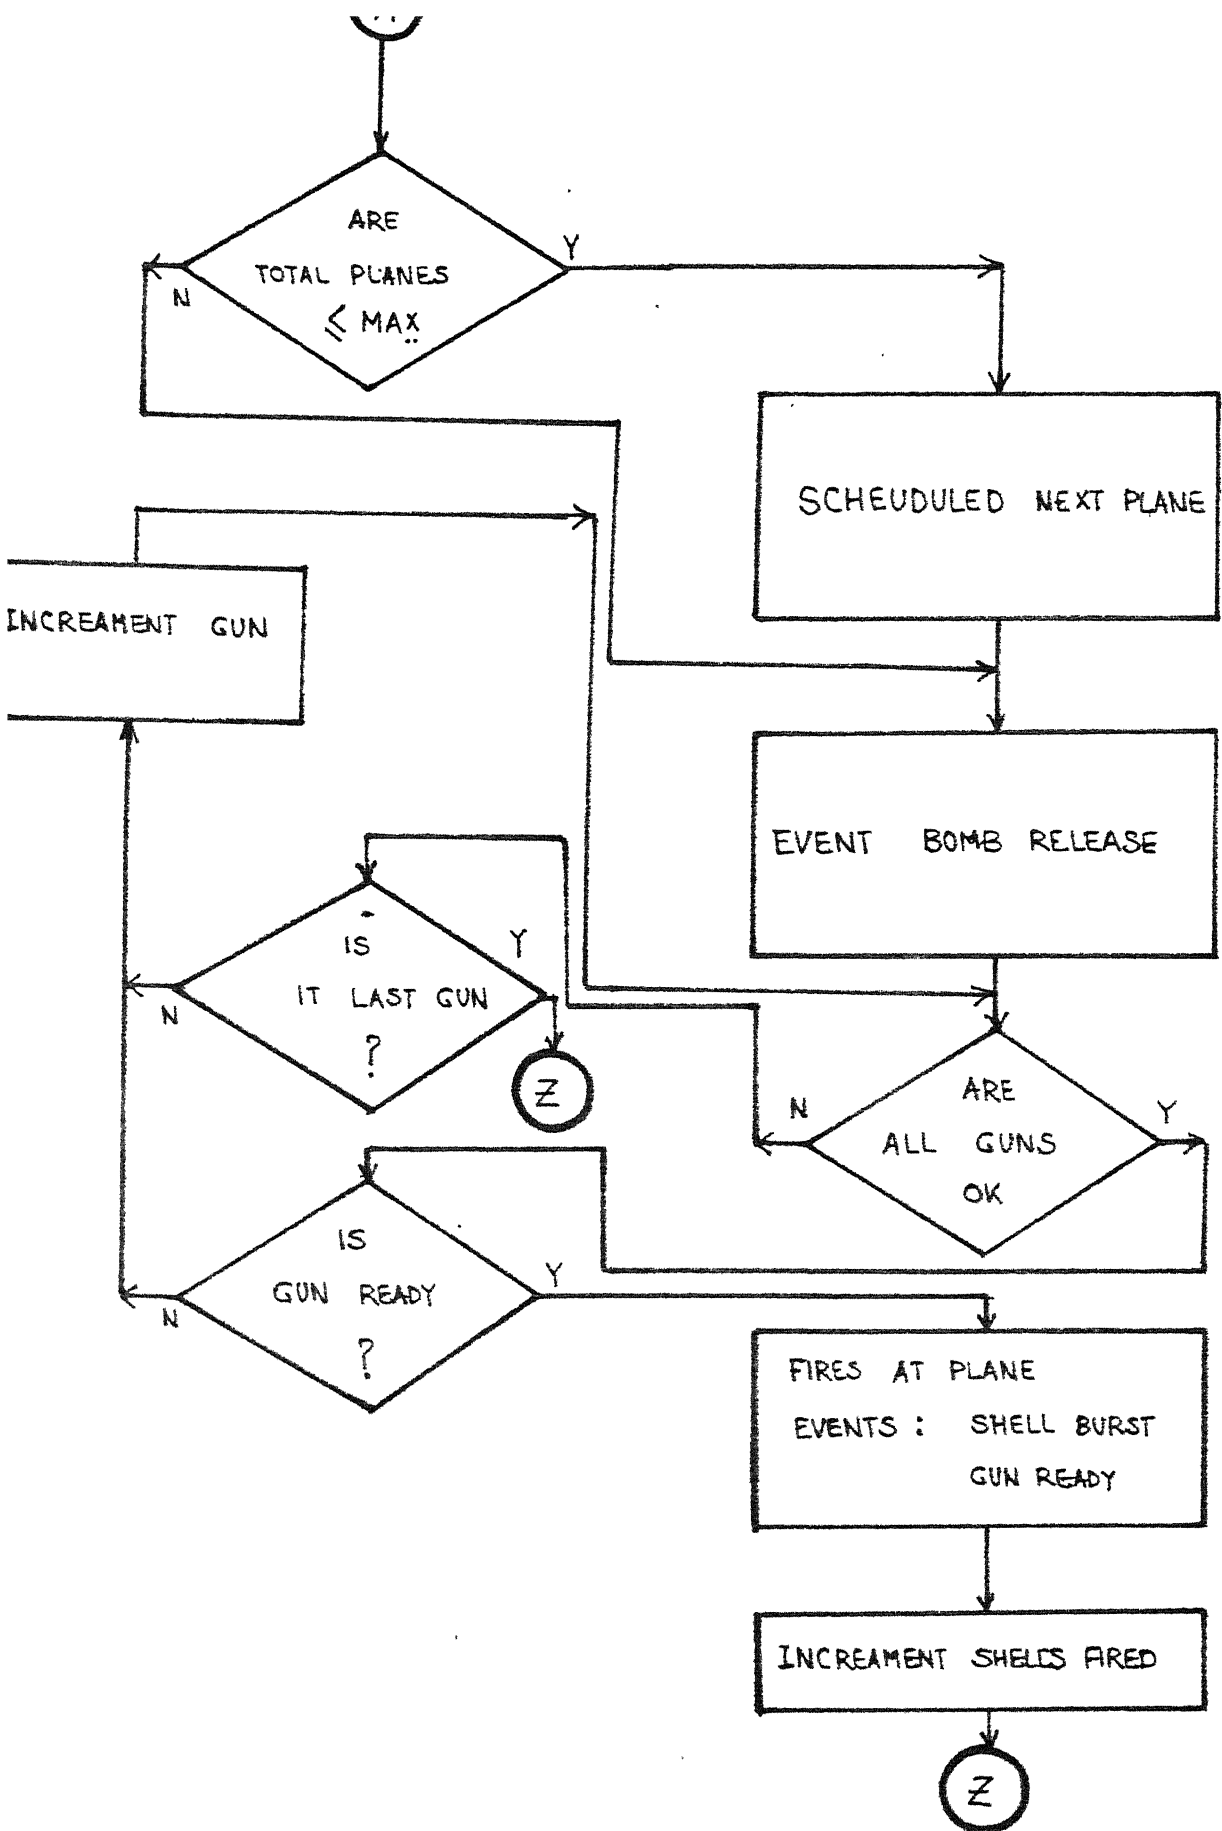 ARE
TOTAL PLANES
≤ MAX
Y
N
SCHEUDULED NEXT PLANE
INCREAMENT GUN
EVENT BOMB RELEASE
IS
IT LAST GUN
?
Y
N
Z
ARE
ALL GUNS
OK
N
Y
IS
GUN READY
?
Y
N
FIRES AT PLANE
EVENTS : SHELL BURST
GUN READY
INCREAMENT SHELLS FIRED
Z